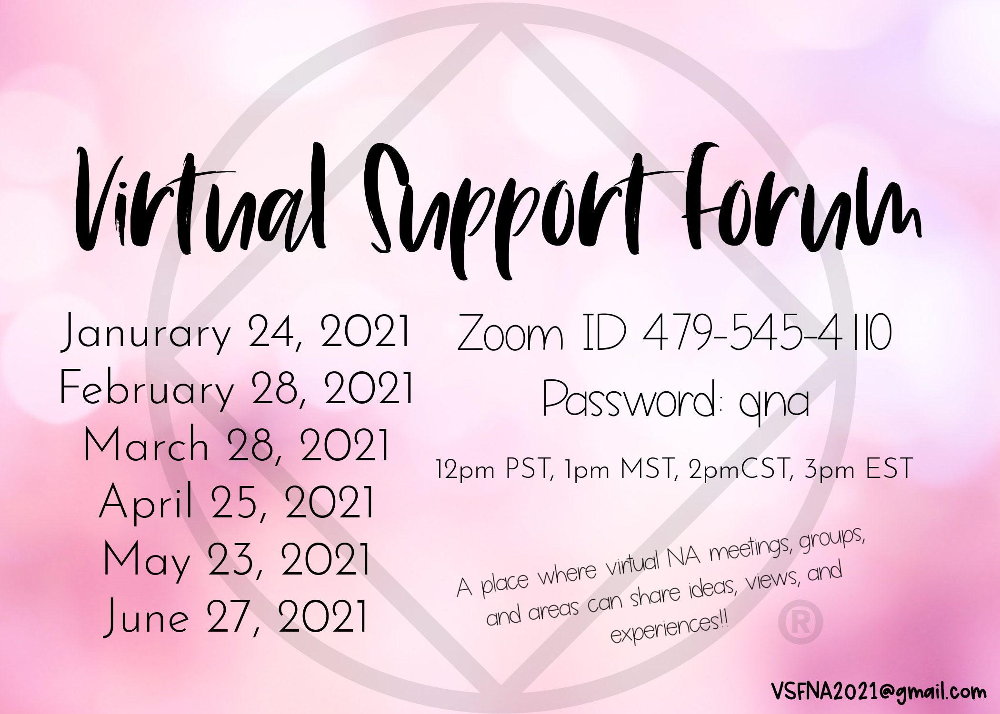 Virtual Support Forum
Janurary 24, 2021
February 28, 2021
March 28, 2021
April 25, 2021
May 23, 2021
June 27, 2021
Zoom ID 479-545-4110
Password: qna
12pm PST, 1pm MST, 2pmCST, 3pm EST
A place where virtual NA meetings, groups,
and areas can share ideas, views, and
experiences!!
®
VSFNA2021@gmail.com